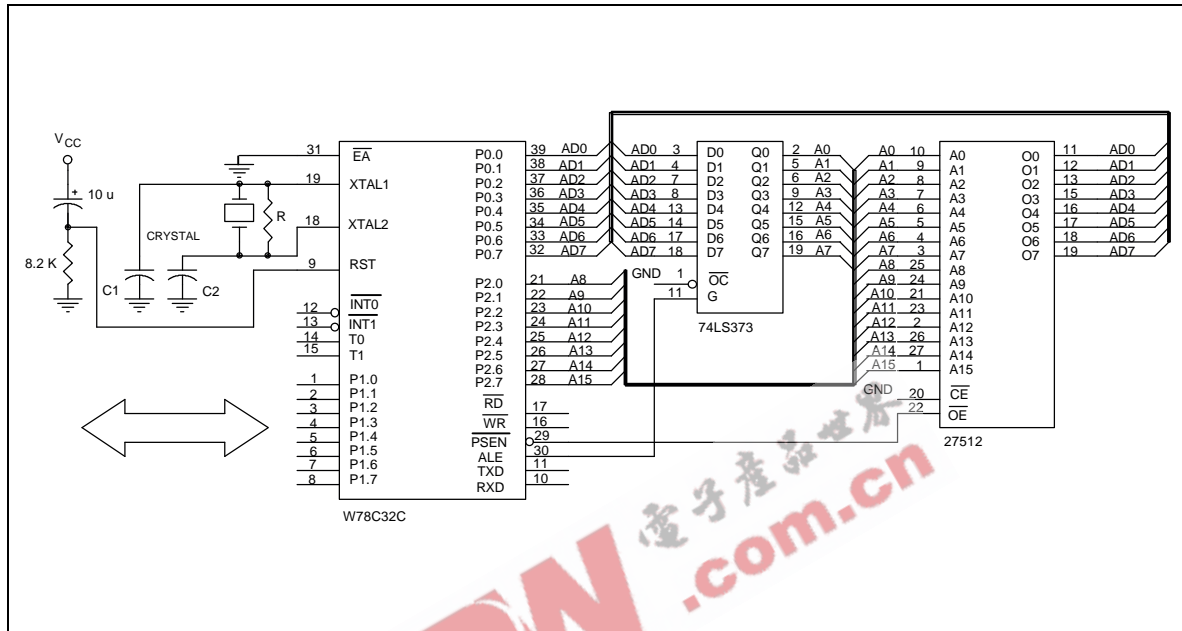 VCC
10 u
8.2 K
C1
C2
CRYSTAL
R
31 EA
19 XTAL1
18 XTAL2
9 RST
12 INT0
13 INT1
14 T0
15 T1
1 P1.0
2 P1.1
3 P1.2
4 P1.3
5 P1.4
6 P1.5
7 P1.6
8 P1.7
P0.0 39 AD0
P0.1 38 AD1
P0.2 37 AD2
P0.3 36 AD3
P0.4 35 AD4
P0.5 34 AD5
P0.6 33 AD6
P0.7 32 AD7
P2.0 21 A8
P2.1 22 A9
P2.2 23 A10
P2.3 24 A11
P2.4 25 A12
P2.5 26 A13
P2.6 27 A14
P2.7 28 A15
RD 17
WR 16
PSEN 29
ALE 30
TXD 11
RXD 10
W78C32C
AD0 3 D0 Q0 2 A0
AD1 4 D1 Q1 5 A1
AD2 7 D2 Q2 6 A2
AD3 8 D3 Q3 9 A3
AD4 13 D4 Q4 12 A4
AD5 14 D5 Q5 15 A5
AD6 17 D6 Q6 16 A6
AD7 18 D7 Q7 19 A7
GND 1 OC
11 G
74LS373
A0 10 A0 O0 11 AD0
A1 9 A1 O1 12 AD1
A2 8 A2 O2 13 AD2
A3 7 A3 O3 15 AD3
A4 6 A4 O4 16 AD4
A5 5 A5 O5 17 AD5
A6 4 A6 O6 18 AD6
A7 3 A7 O7 19 AD7
A8 25 A8
A9 24 A9
A10 21 A10
A11 23 A11
A12 2 A12
A13 26 A13
A14 27 A14
A15 1 A15
GND 20 CE
22 OE
27512
電子產品世界
.com.cn